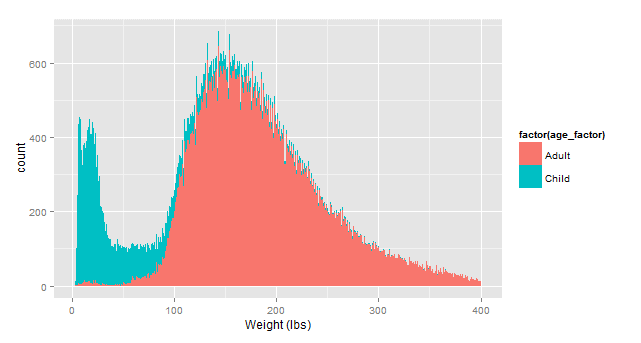 600
400
200
0
0
100
200
300
400
count
Weight (lbs)
factor(age_factor)
Adult
Child